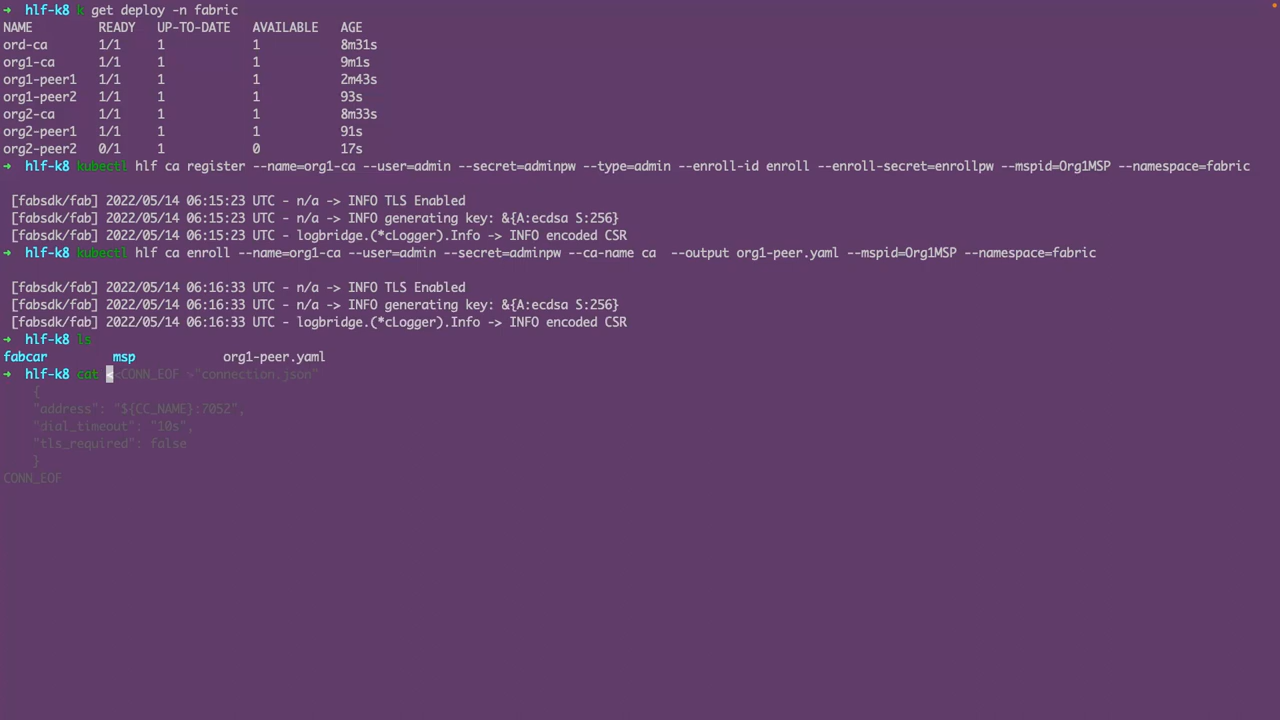 ➜  hlf-k8 k get deploy -n fabric
NAME         READY   UP-TO-DATE   AVAILABLE   AGE
ord-ca       1/1     1            1           8m31s
org1-ca      1/1     1            1           9m1s
org1-peer1   1/1     1            1           2m43s
org1-peer2   1/1     1            1           93s
org2-ca      1/1     1            1           8m33s
org2-peer1   1/1     1            1           91s
org2-peer2   0/1     1            0           17s
➜  hlf-k8 kubectl hlf ca register --name=org1-ca --user=admin --secret=adminpw --type=admin --enroll-id enroll --enroll-secret=enrollpw --mspid=Org1MSP --namespace=fabric
[fabsdk/fab] 2022/05/14 06:15:23 UTC - n/a -> INFO TLS Enabled
[fabsdk/fab] 2022/05/14 06:15:23 UTC - n/a -> INFO generating key: &{A:ecdsa S:256}
[fabsdk/fab] 2022/05/14 06:15:23 UTC - logbridge.(*cLogger).Info -> INFO encoded CSR
➜  hlf-k8 kubectl hlf ca enroll --name=org1-ca --user=admin --secret=adminpw --ca-name ca  --output org1-peer.yaml --mspid=Org1MSP --namespace=fabric
[fabsdk/fab] 2022/05/14 06:16:33 UTC - n/a -> INFO TLS Enabled
[fabsdk/fab] 2022/05/14 06:16:33 UTC - n/a -> INFO generating key: &{A:ecdsa S:256}
[fabsdk/fab] 2022/05/14 06:16:33 UTC - logbridge.(*cLogger).Info -> INFO encoded CSR
➜  hlf-k8 ls
fabcar         msp            org1-peer.yaml
➜  hlf-k8 cat <<CONN_EOF >"connection.json"
{
"address": "${CC_NAME}:7052",
"dial_timeout": "10s",
"tls_required": false
}
CONN_EOF